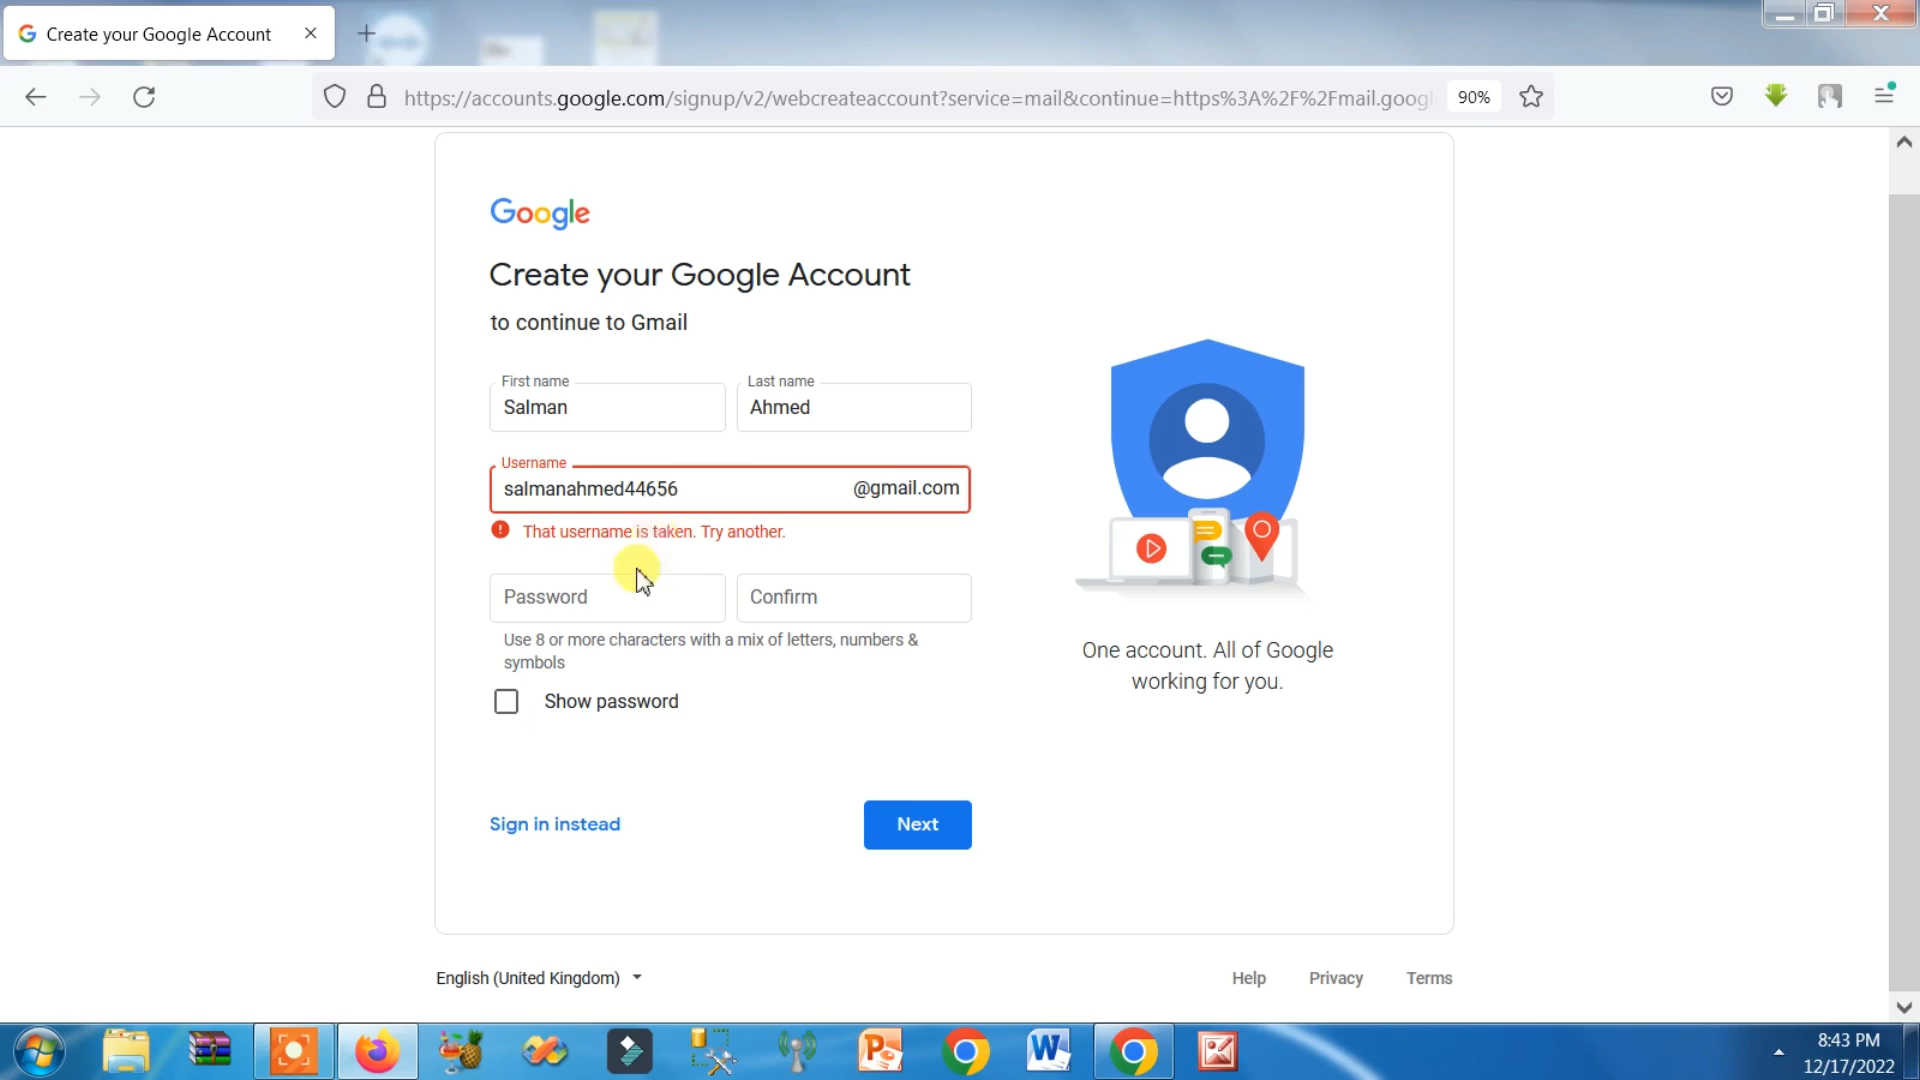 Create your Google Account
https://accounts.google.com/signup/v2/webcreateaccount?service=mail&continue=https%3A%2F%2Fmail.googl
90%
Google
Create your Google Account
to continue to Gmail
First name
Last name
Salman
Ahmed
Username
salmanahmed44656
@gmail.com
That username is taken. Try another.
Password
Confirm
Use 8 or more characters with a mix of letters, numbers &
symbols
Show password
One account. All of Google
working for you.
Sign in instead
Next
English (United Kingdom)
Help
Privacy
Terms
8:43 PM
12/17/2022